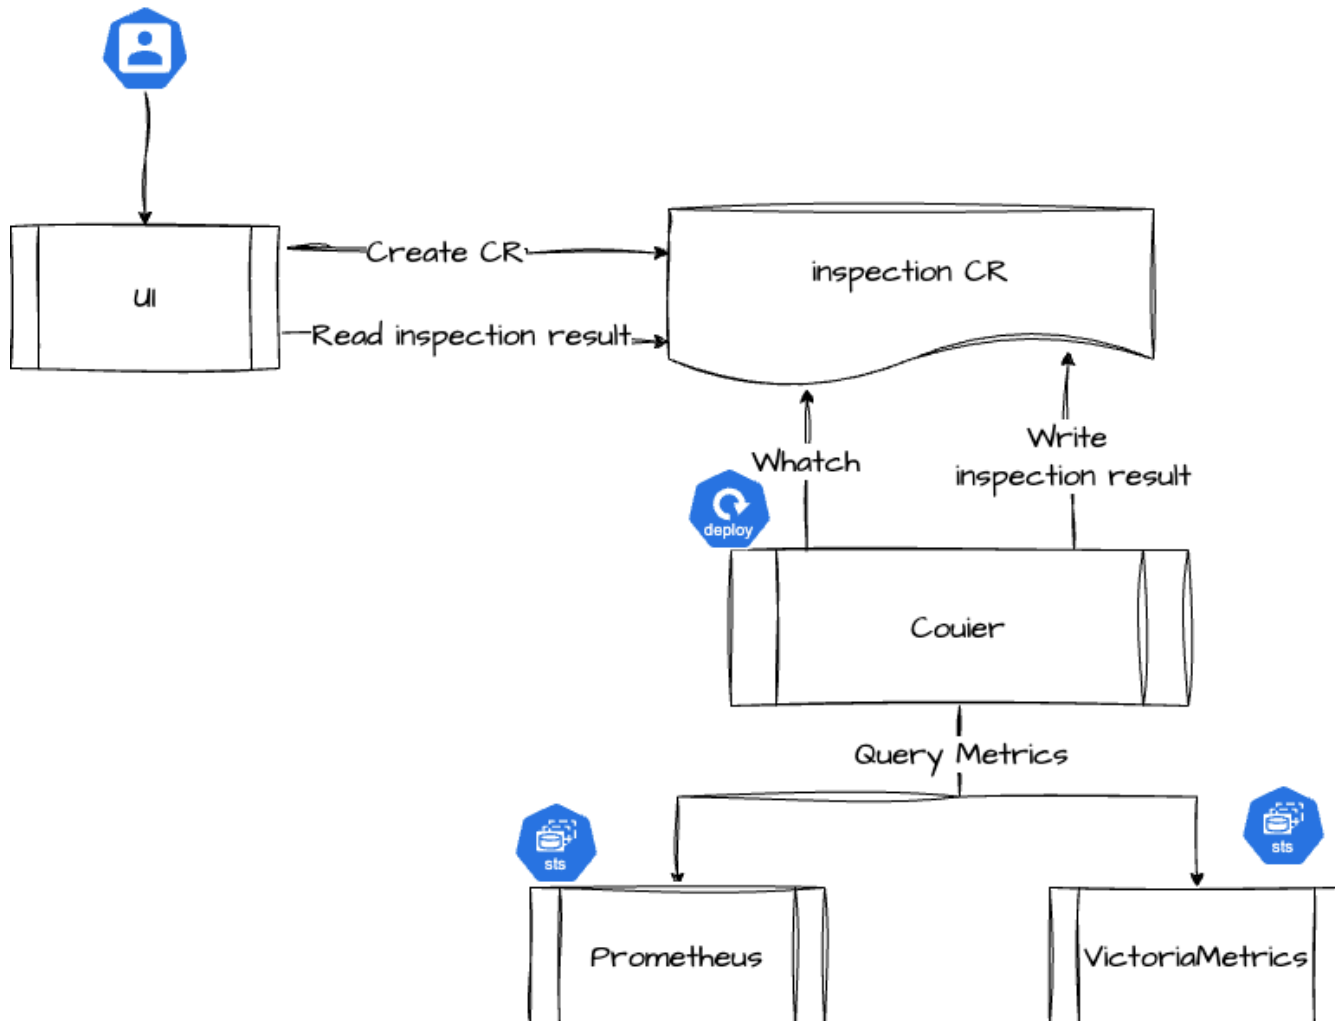 UI
Create CR
inspection CR
Read inspection result
Whatch
Write
inspection result
deploy
Couier
Query Metrics
sts
sts
Prometheus
VictoriaMetrics